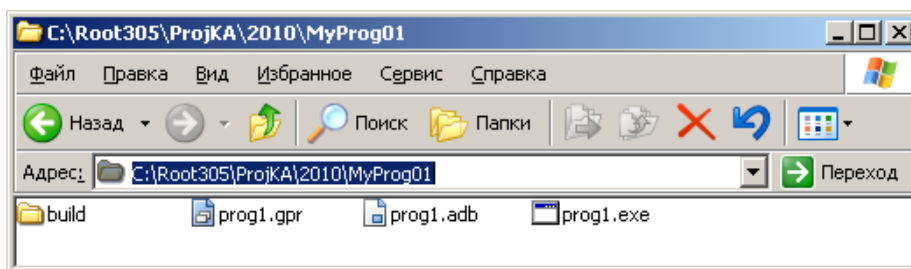 C:\Root305\ProjKA\2010\MyProg01
Файл Правка Вид Избранное Сервис Справка
Назад Поиск Папки
Адрес: C:\Root305\ProjKA\2010\MyProg01 Переход
build prog1.gpr prog1.adb prog1.exe